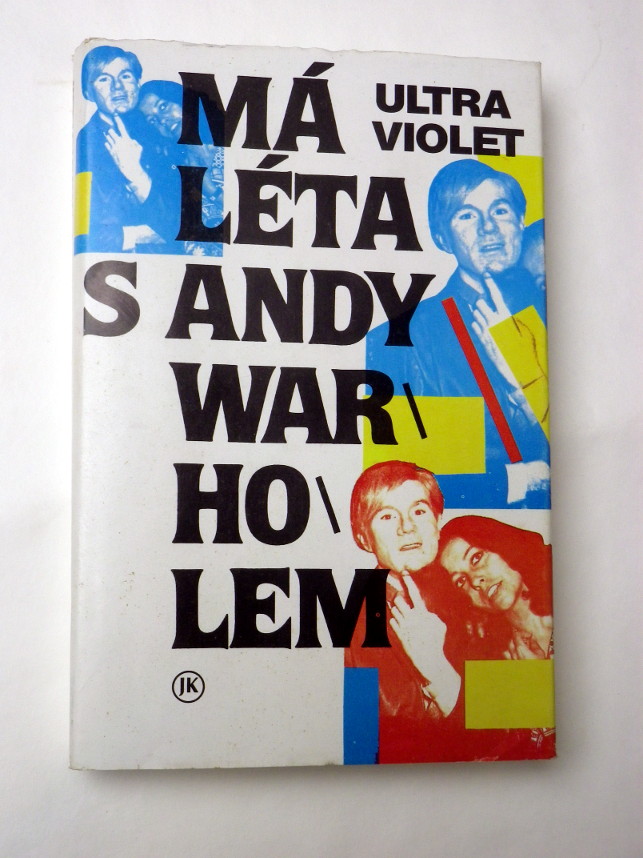 MÁ
LÉTA
S ANDY
WAR\
HO\
LEM
ULTRA
VIOLET
JK